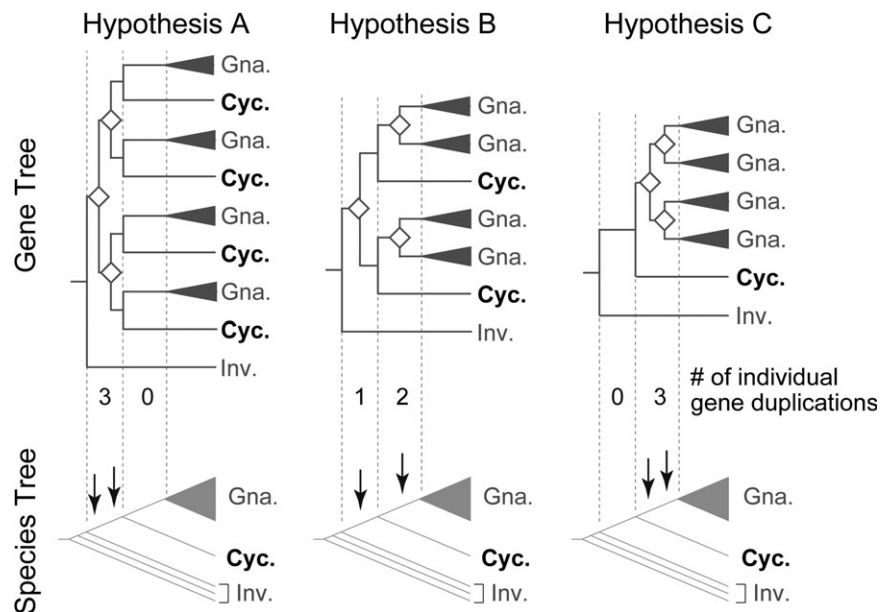 Hypothesis A
Hypothesis B
Hypothesis C
Gene Tree
Gna.
Cyc.
Gna.
Cyc.
Gna.
Cyc.
Gna.
Cyc.
Inv.
3 0
Gna.
Gna.
Cyc.
Gna.
Gna.
Cyc.
Inv.
1 2
Gna.
Gna.
Gna.
Gna.
Cyc.
Inv.
0 3
# of individual
gene duplications
Species Tree
Gna.
Cyc.
Inv.
Gna.
Cyc.
Inv.
Gna.
Cyc.
Inv.